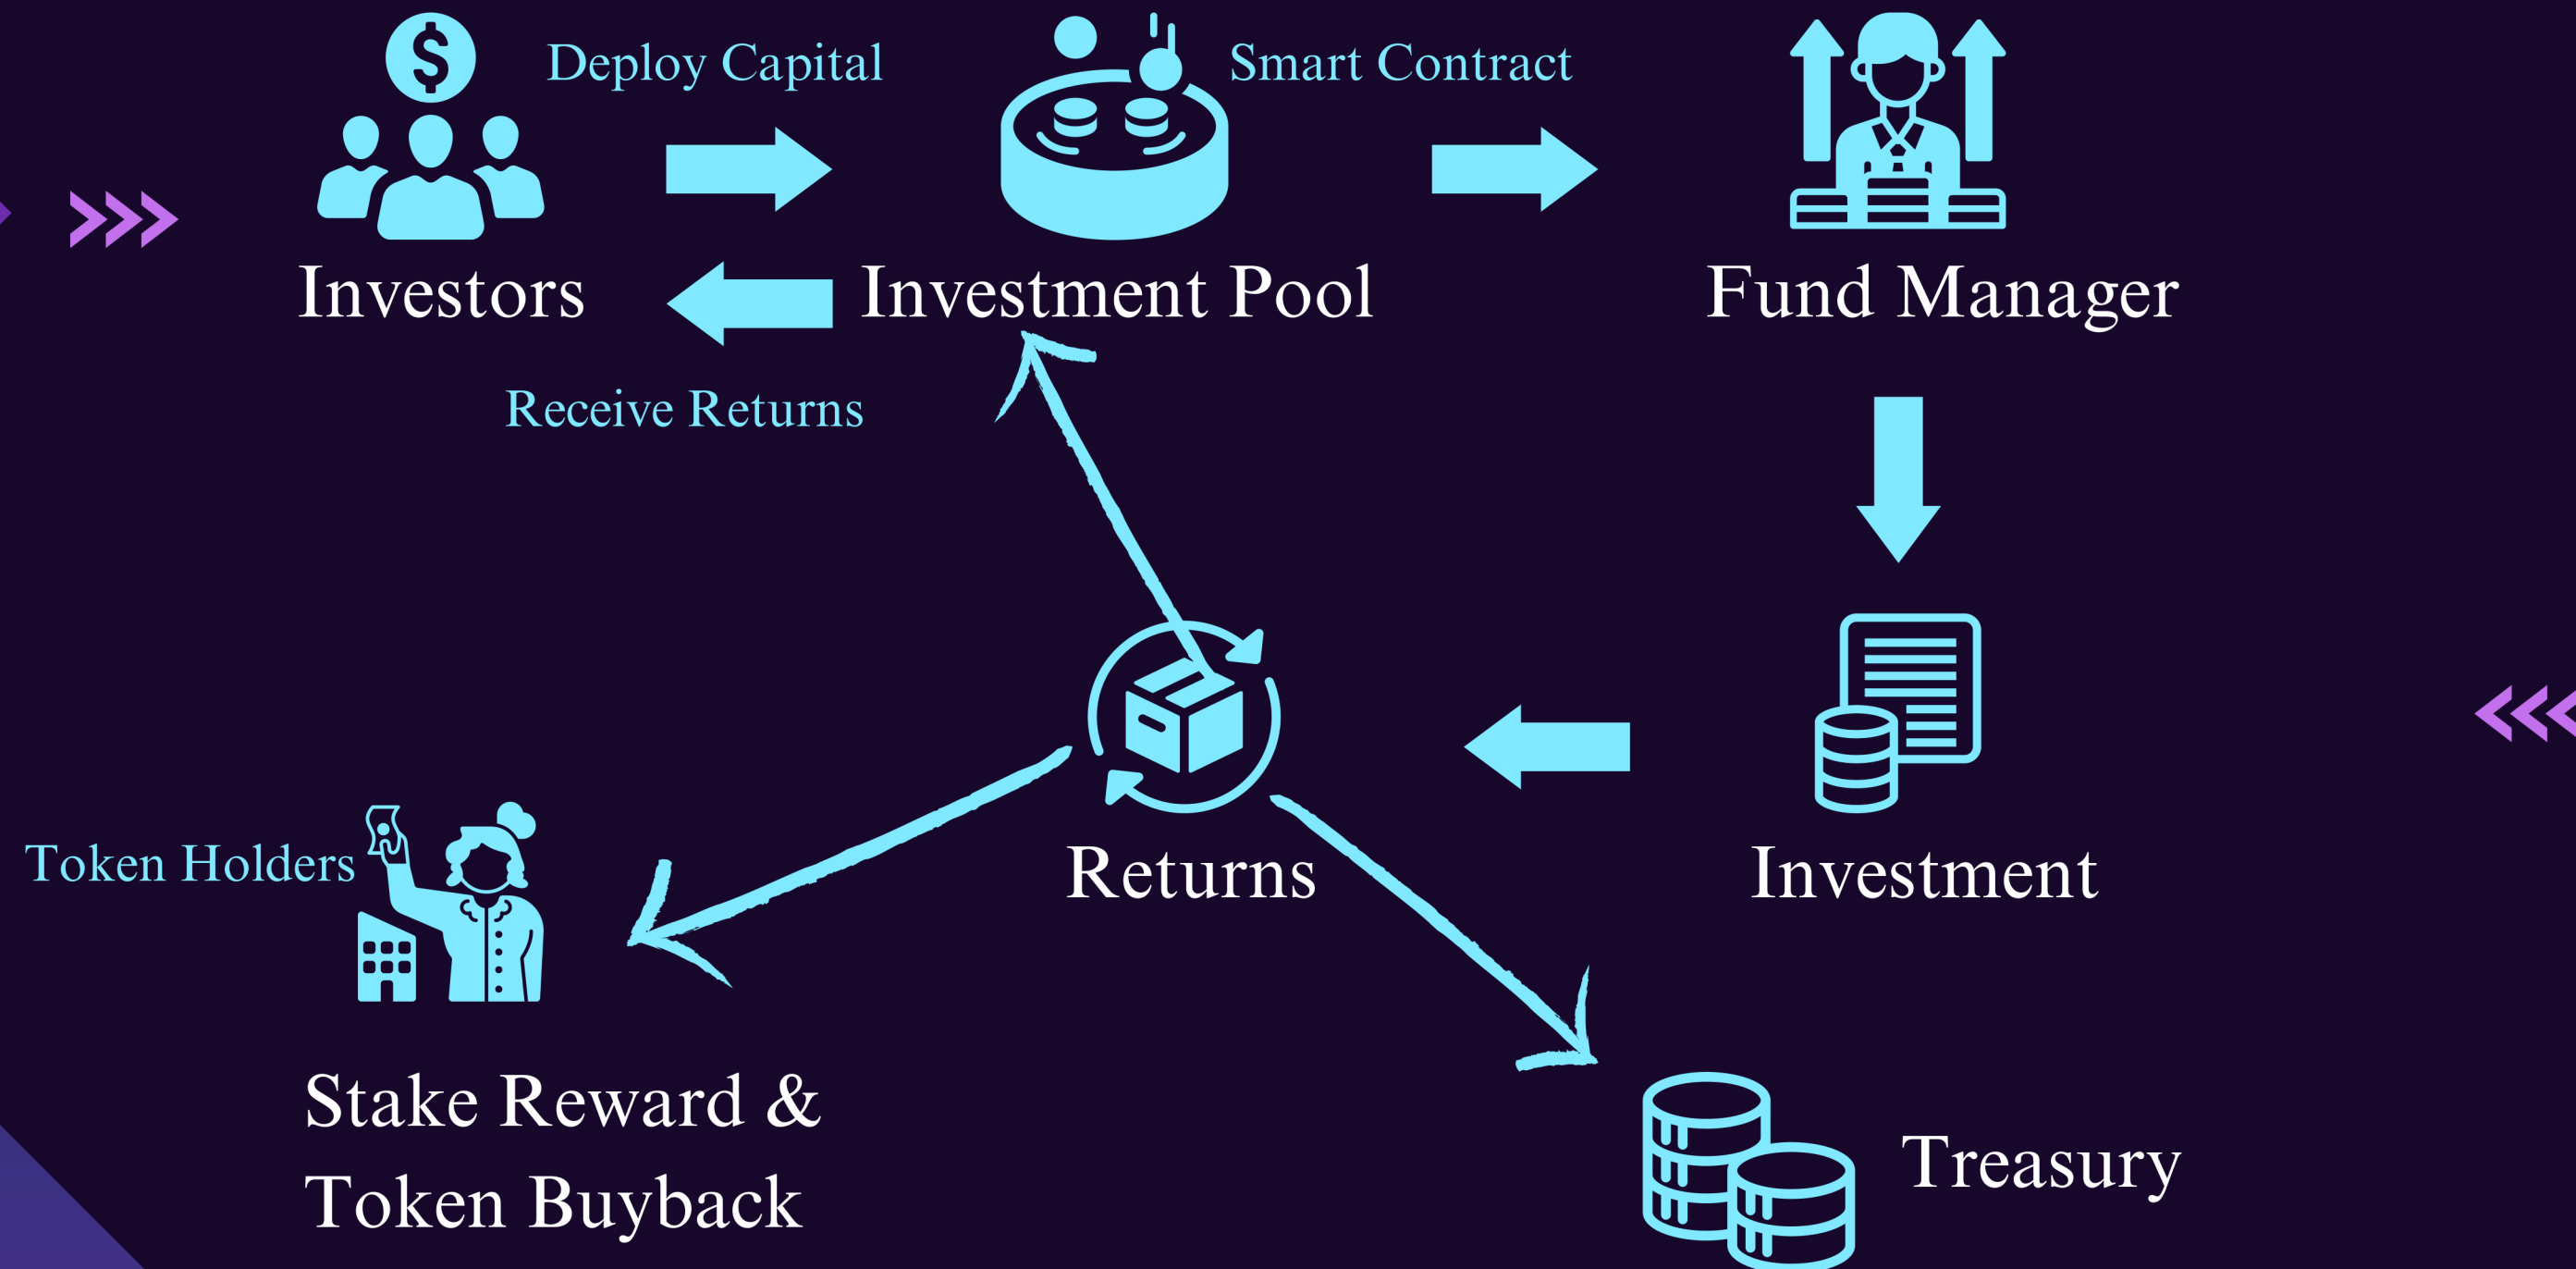 Deploy Capital
Smart Contract
Investors
Investment Pool
Fund Manager
Receive Returns
Token Holders
Returns
Investment
Stake Reward &
Token Buyback
Treasury